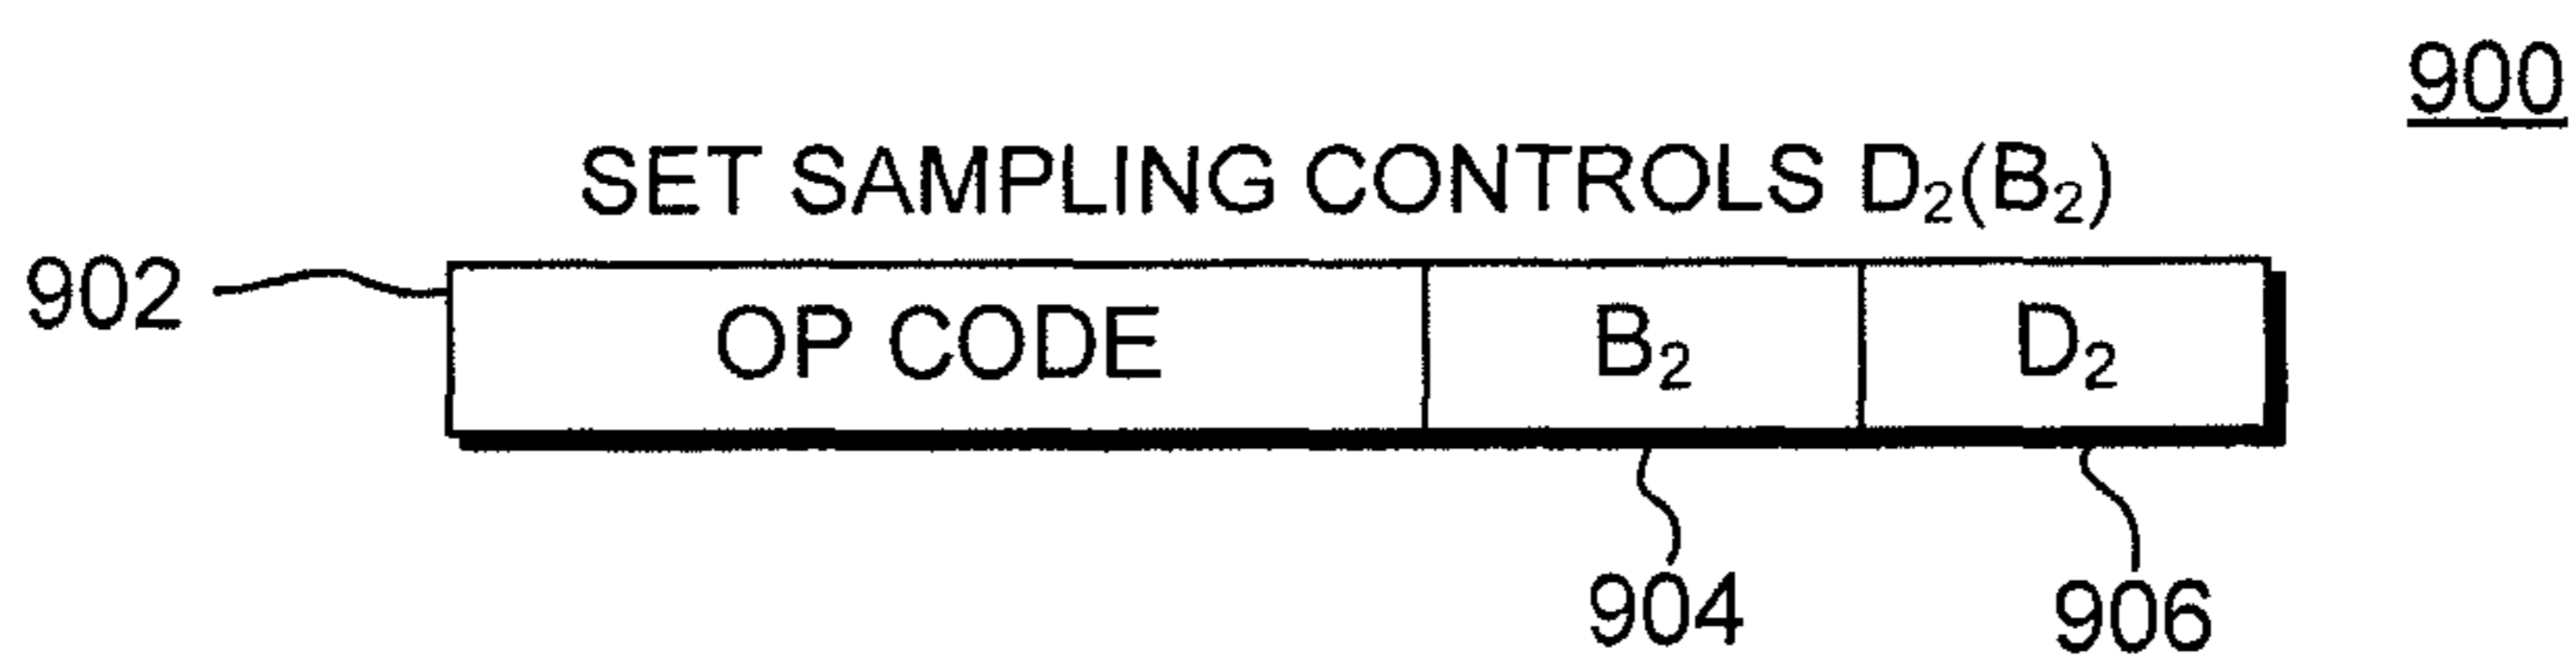 900
SET SAMPLING CONTROLS D₂(B₂)
902 OP CODE B₂ D₂
904 906